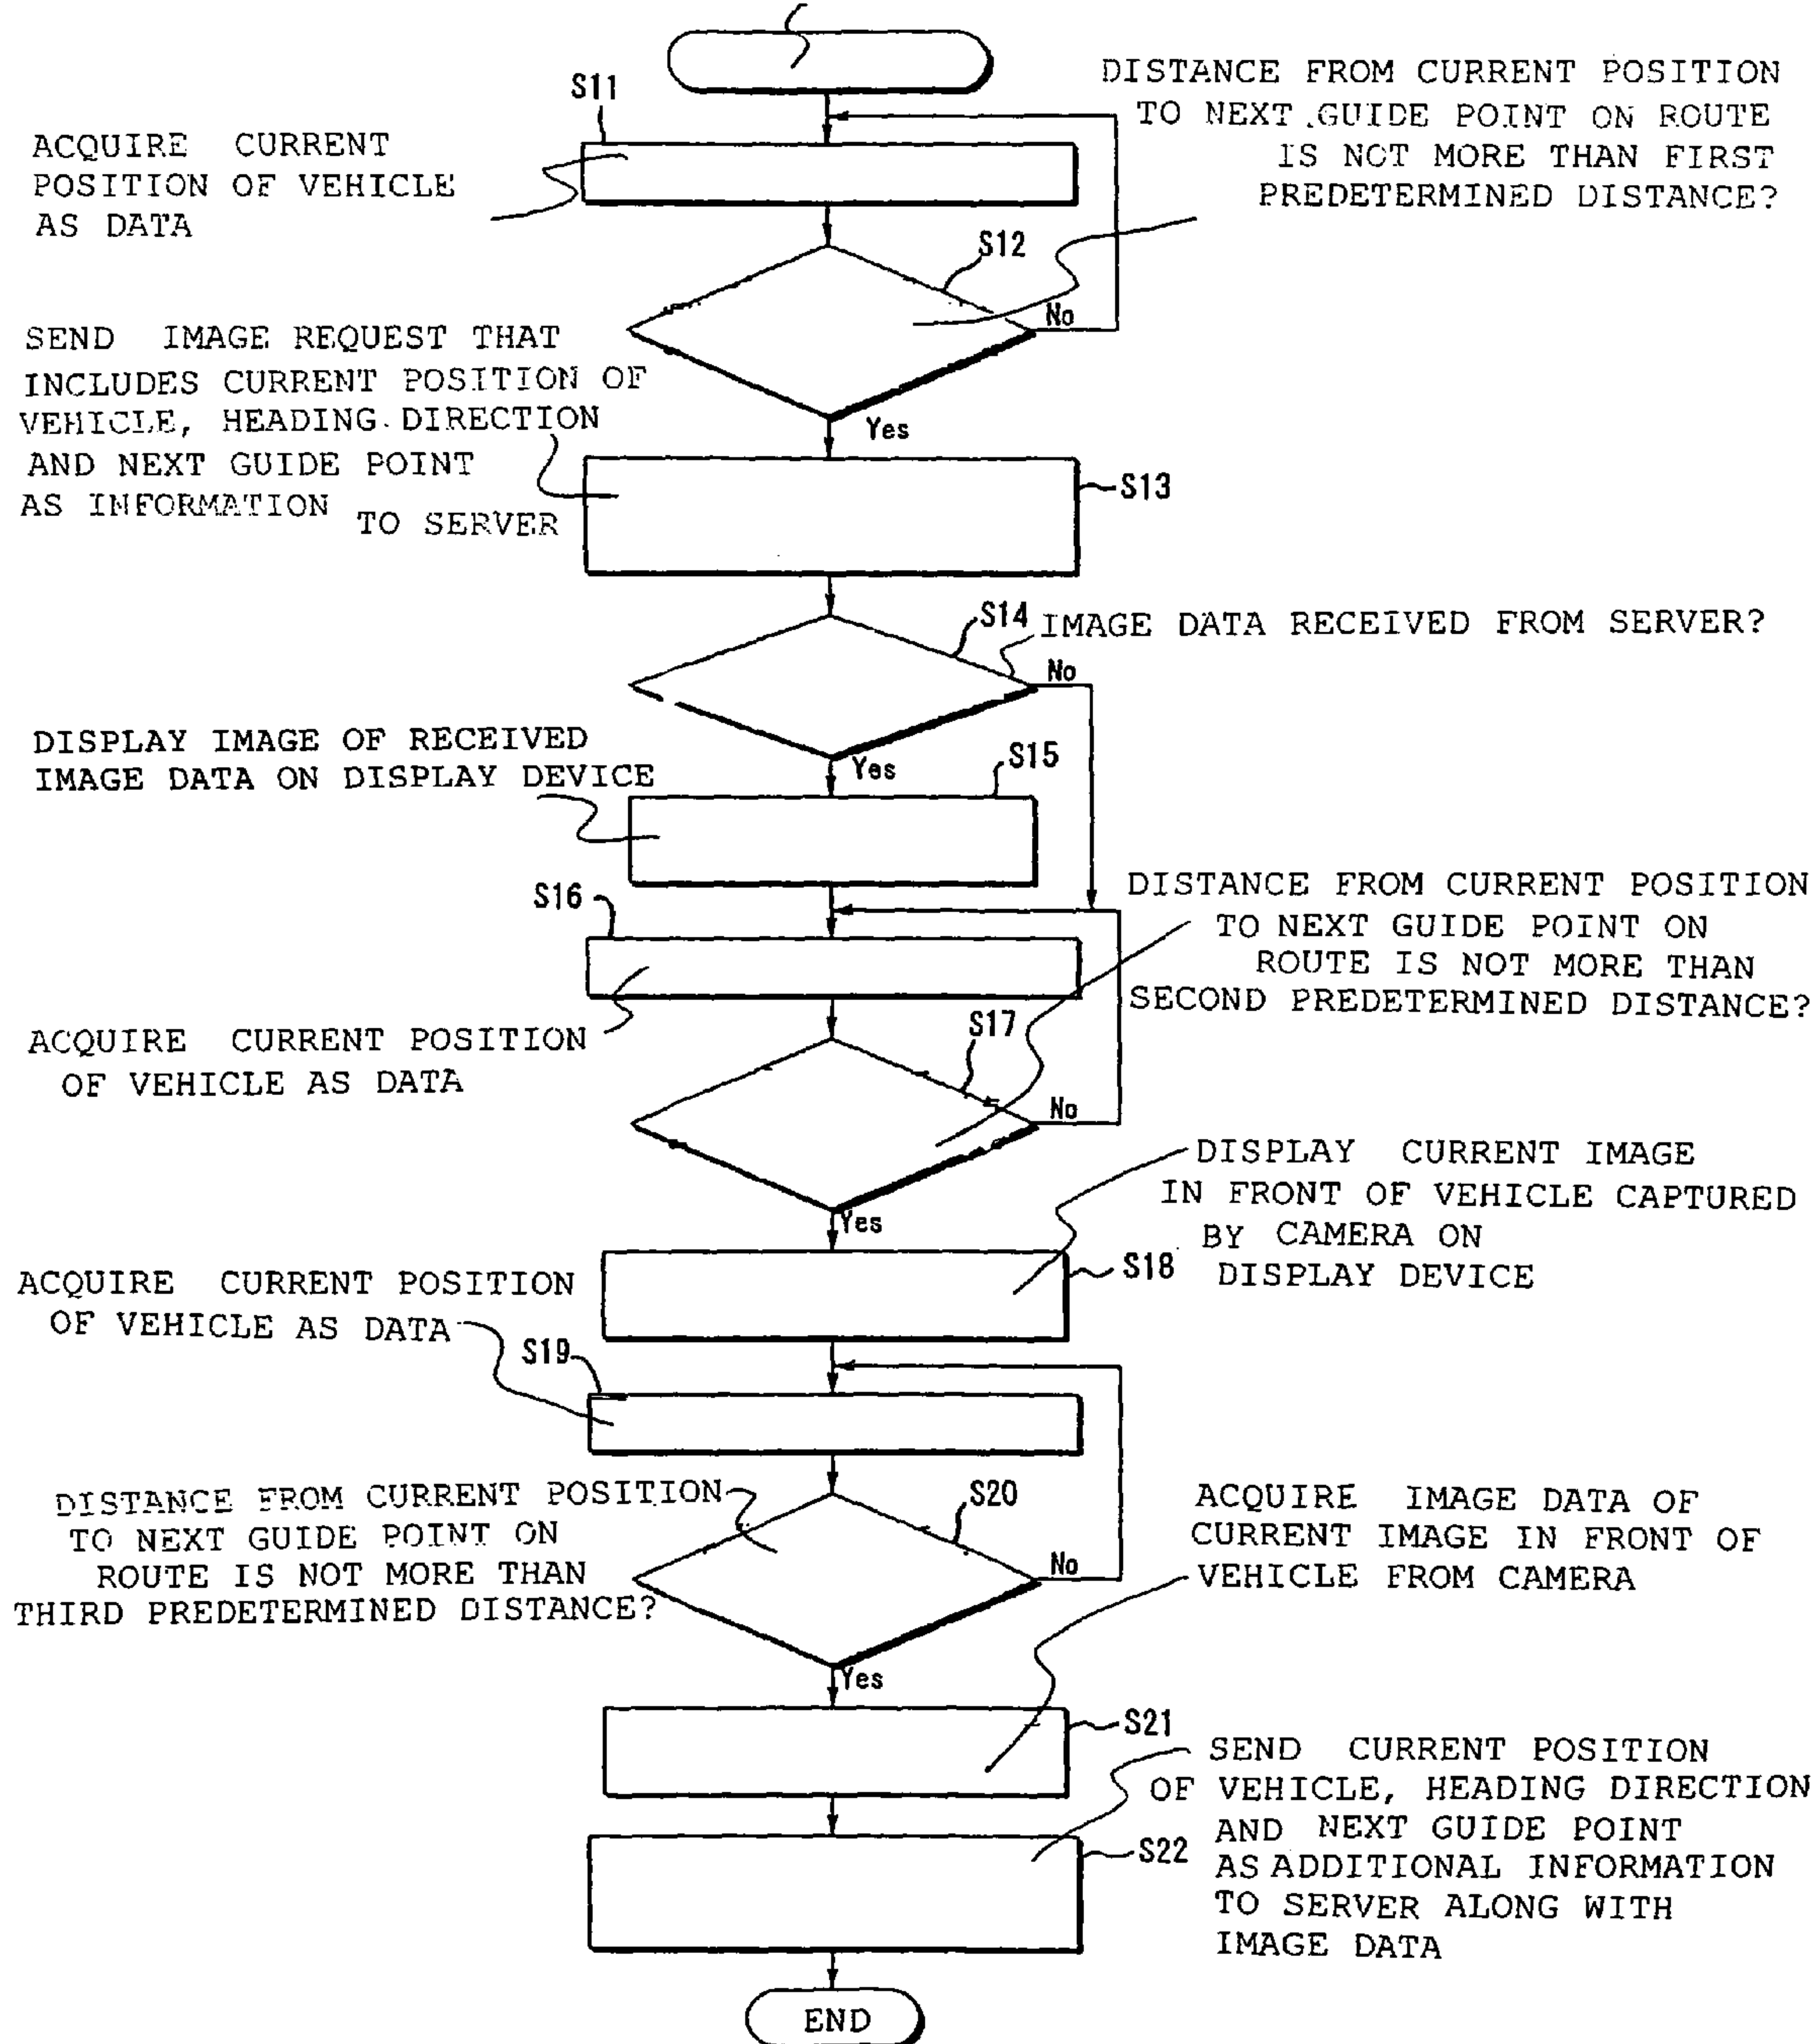 S11
ACQUIRE CURRENT
POSITION OF VEHICLE
AS DATA
DISTANCE FROM CURRENT POSITION
TO NEXT GUIDE POINT ON ROUTE
IS NOT MORE THAN FIRST
PREDETERMINED DISTANCE?
S12
No
Yes
SEND IMAGE REQUEST THAT
INCLUDES CURRENT POSITION OF
VEHICLE, HEADING DIRECTION
AND NEXT GUIDE POINT
AS INFORMATION TO SERVER
S13
S14
IMAGE DATA RECEIVED FROM SERVER?
No
Yes
DISPLAY IMAGE OF RECEIVED
IMAGE DATA ON DISPLAY DEVICE
S15
S16
ACQUIRE CURRENT POSITION
OF VEHICLE AS DATA
DISTANCE FROM CURRENT POSITION
TO NEXT GUIDE POINT ON
ROUTE IS NOT MORE THAN
SECOND PREDETERMINED DISTANCE?
S17
No
Yes
DISPLAY CURRENT IMAGE
IN FRONT OF VEHICLE CAPTURED
BY CAMERA ON
DISPLAY DEVICE
S18
ACQUIRE CURRENT POSITION
OF VEHICLE AS DATA
S19
DISTANCE FROM CURRENT POSITION
TO NEXT GUIDE POINT ON
ROUTE IS NOT MORE THAN
THIRD PREDETERMINED DISTANCE?
S20
No
Yes
ACQUIRE IMAGE DATA OF
CURRENT IMAGE IN FRONT OF
VEHICLE FROM CAMERA
S21
SEND CURRENT POSITION
OF VEHICLE, HEADING DIRECTION
AND NEXT GUIDE POINT
AS ADDITIONAL INFORMATION
TO SERVER ALONG WITH
IMAGE DATA
S22
END